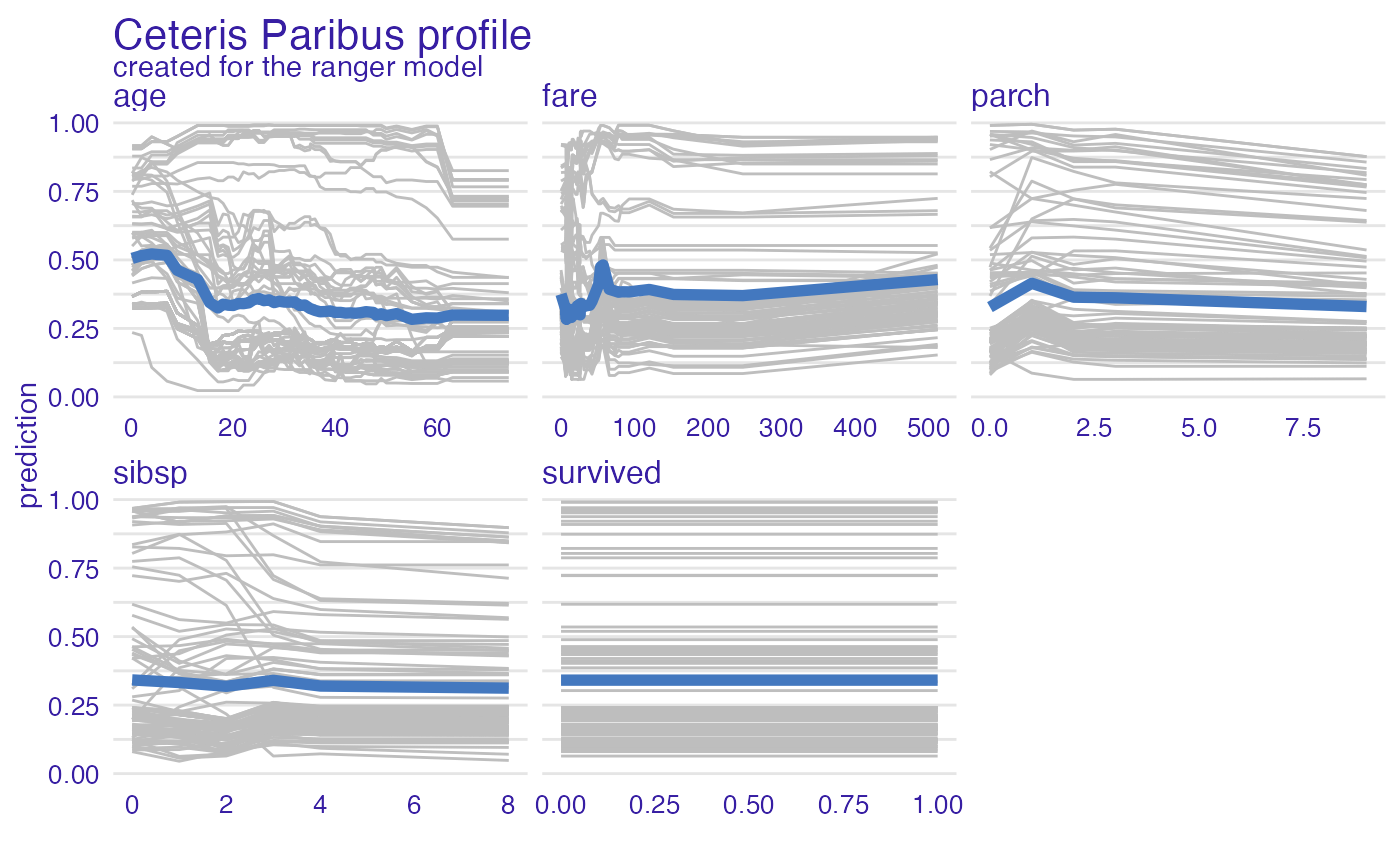 Ceteris Paribus profile
created for the ranger model
age fare parch
1.00
0.75
0.50
0.25
0.00
0 20 40 60 0 100 200 300 400 500 0.0 2.5 5.0 7.5
prediction
sibsp survived
1.00
0.75
0.50
0.25
0.00
0 2 4 6 8 0.00 0.25 0.50 0.75 1.00